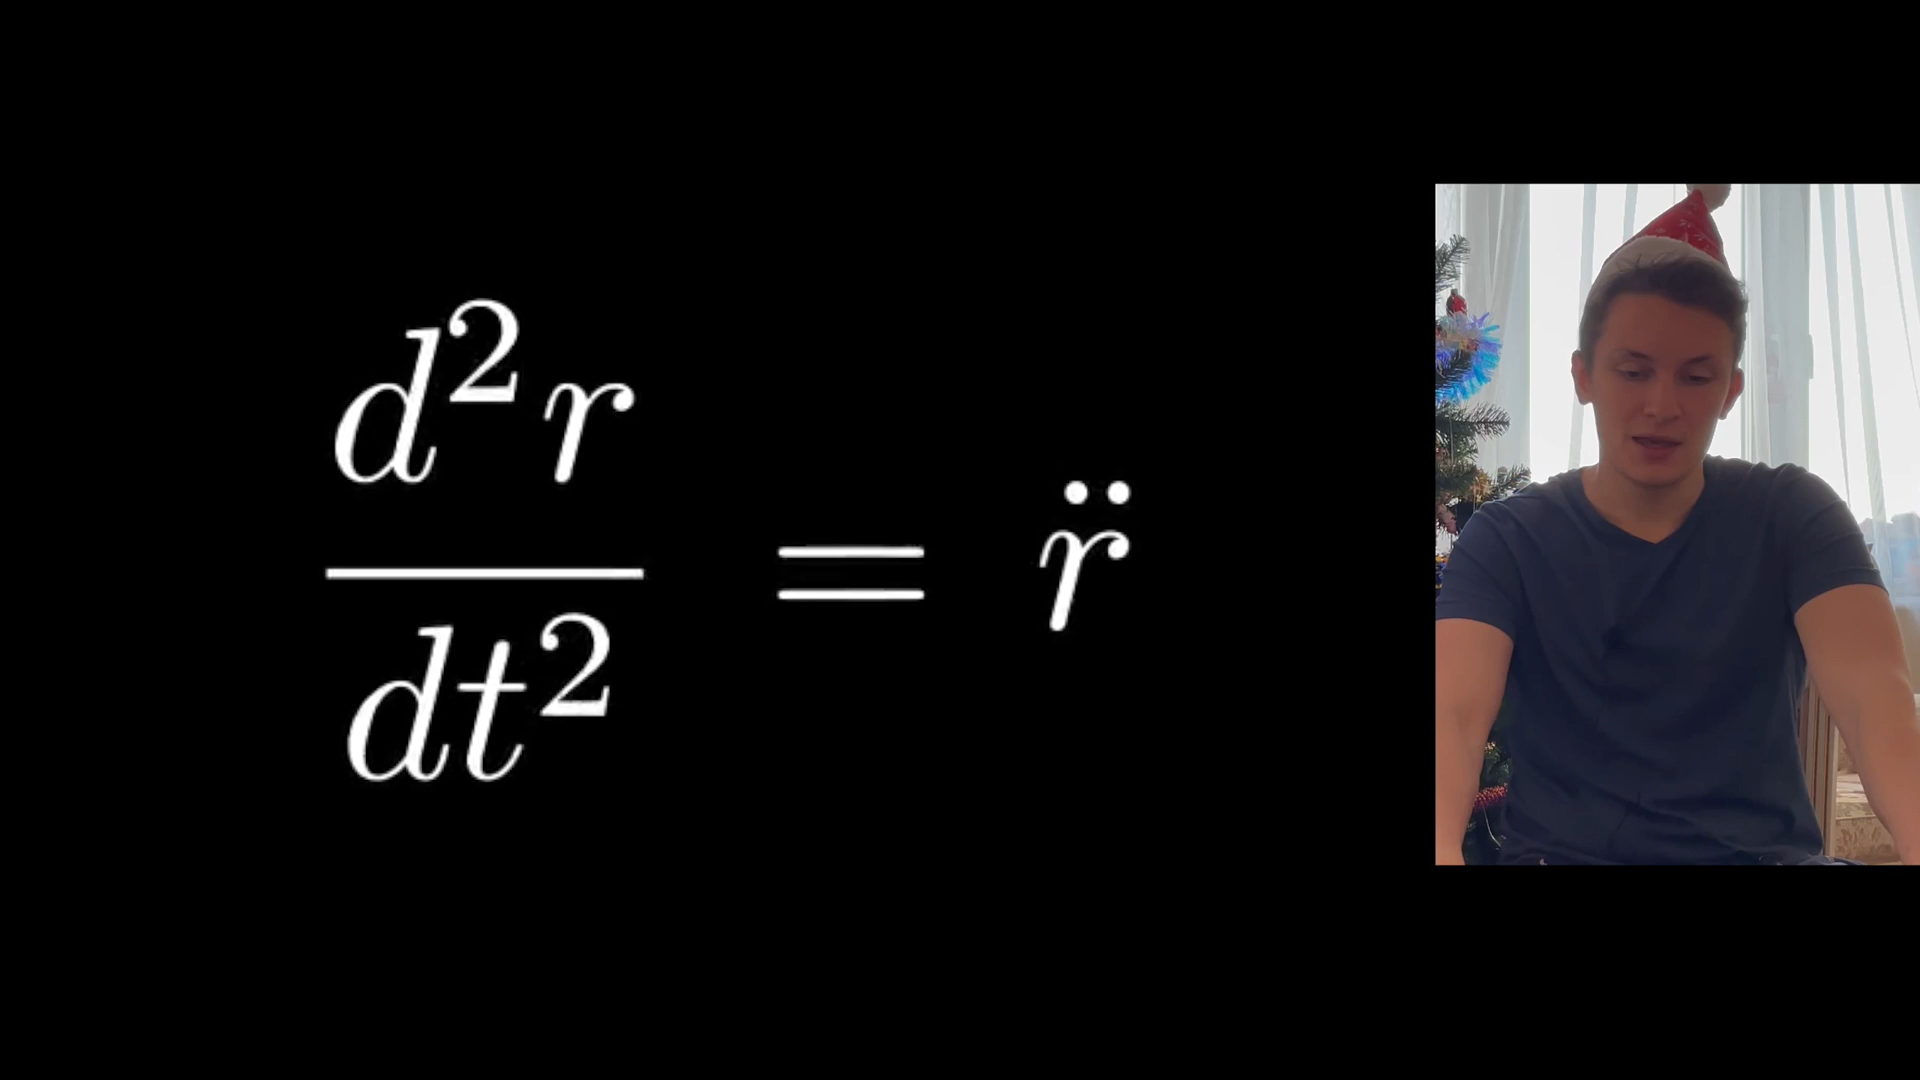 d²r/dt² = r̈